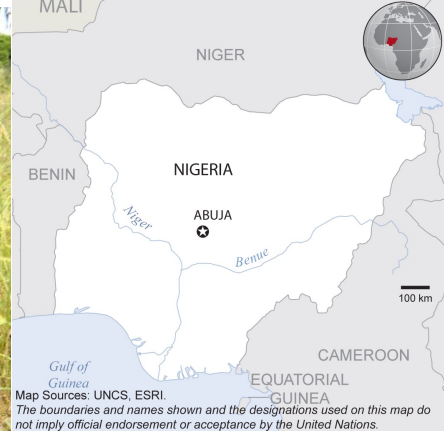 MALI
NIGER
BENIN
NIGERIA
Niger
ABUJA
Benue
100 km
CAMEROON
Gulf of
Guinea
EQUATORIAL
GUINEA
Map Sources: UNCS, ESRI.
The boundaries and names shown and the designations used on this map do
not imply official endorsement or acceptance by the United Nations.